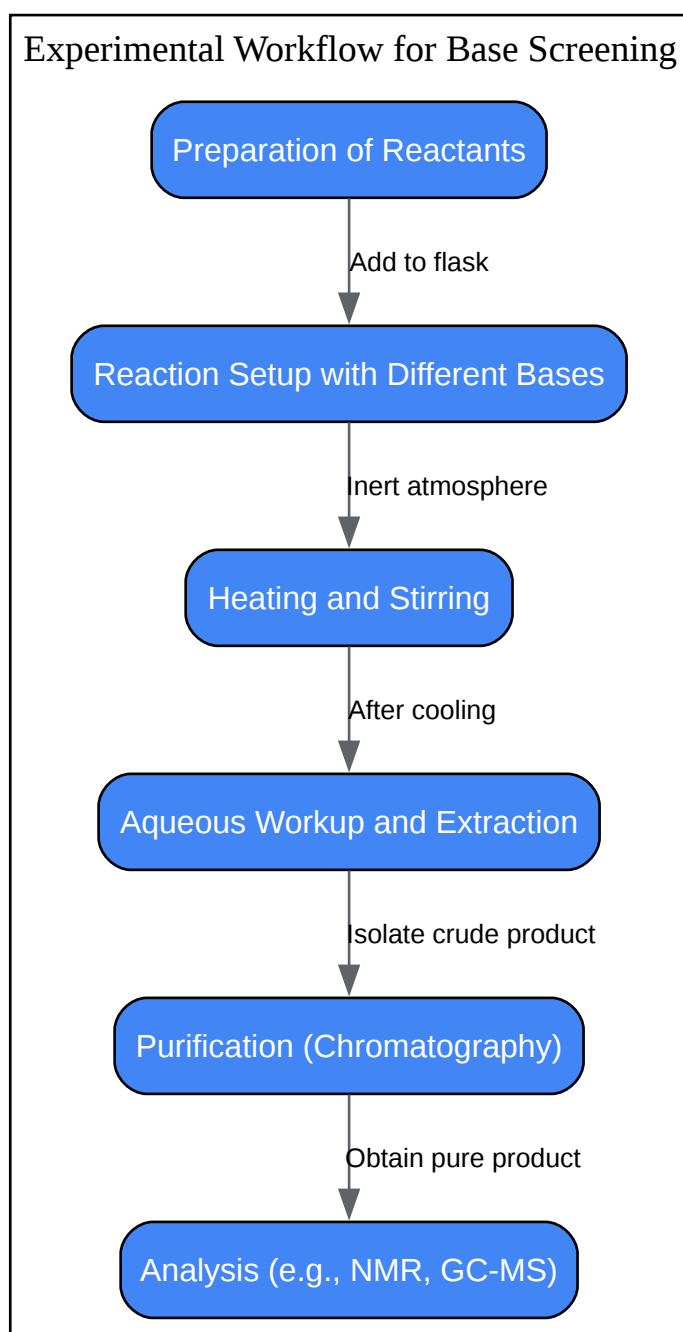 Experimental Workflow for Base Screening
Preparation of Reactants
Add to flask
Reaction Setup with Different Bases
Inert atmosphere
Heating and Stirring
After cooling
Aqueous Workup and Extraction
Isolate crude product
Purification (Chromatography)
Obtain pure product
Analysis (e.g., NMR, GC-MS)